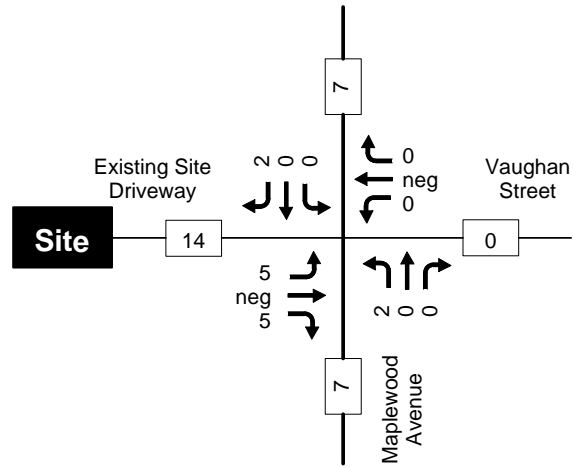 7
2 0 0
0
neg
0
Existing Site
Driveway
Vaughan
Street
Site
14
0
5
neg
5
2 0 0
7
Maplewood
Avenue